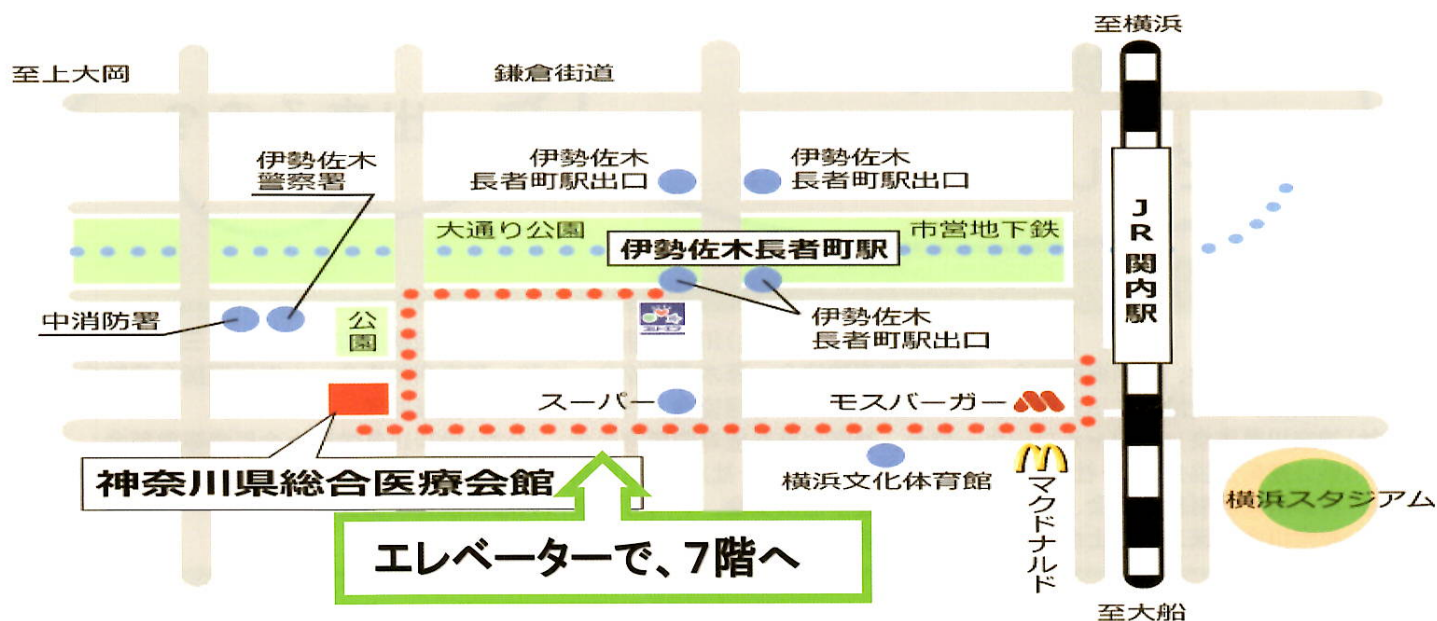 至横浜
至上大岡
鎌倉街道
伊勢佐木
警察署
伊勢佐木
長者町駅出口
伊勢佐木
長者町駅出口
JR関内駅
大通り公園
市営地下鉄
伊勢佐木長者町駅
中消防署
公園
伊勢佐木
長者町駅出口
スーパー
モスバーガー
神奈川県総合医療会館
横浜文化体育館
マクドナルド
横浜スタジアム
エレベーターで、7階へ
至大船